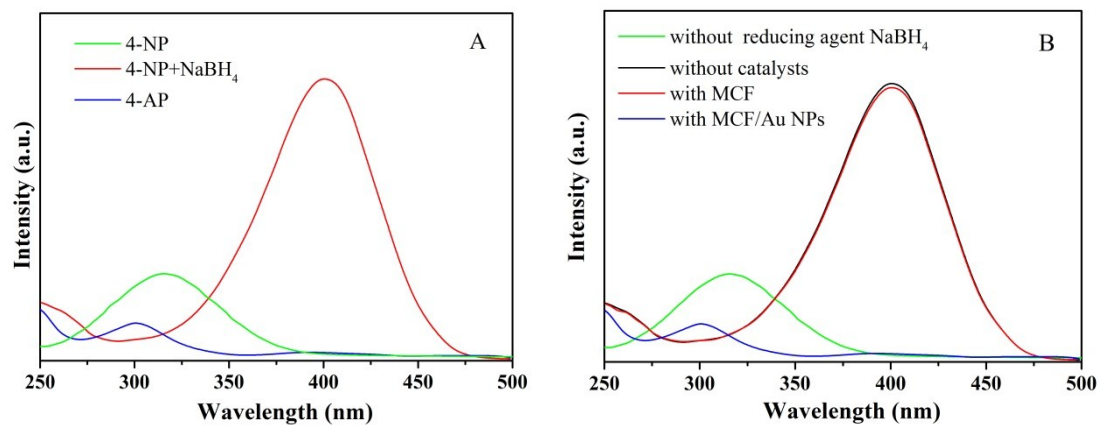 A
4-NP
4-NP+NaBH₄
4-AP
Intensity (a.u.)
250 300 350 400 450 500
Wavelength (nm)
B
without reducing agent NaBH₄
without catalysts
with MCF
with MCF/Au NPs
Intensity (a.u.)
250 300 350 400 450 500
Wavelength (nm)